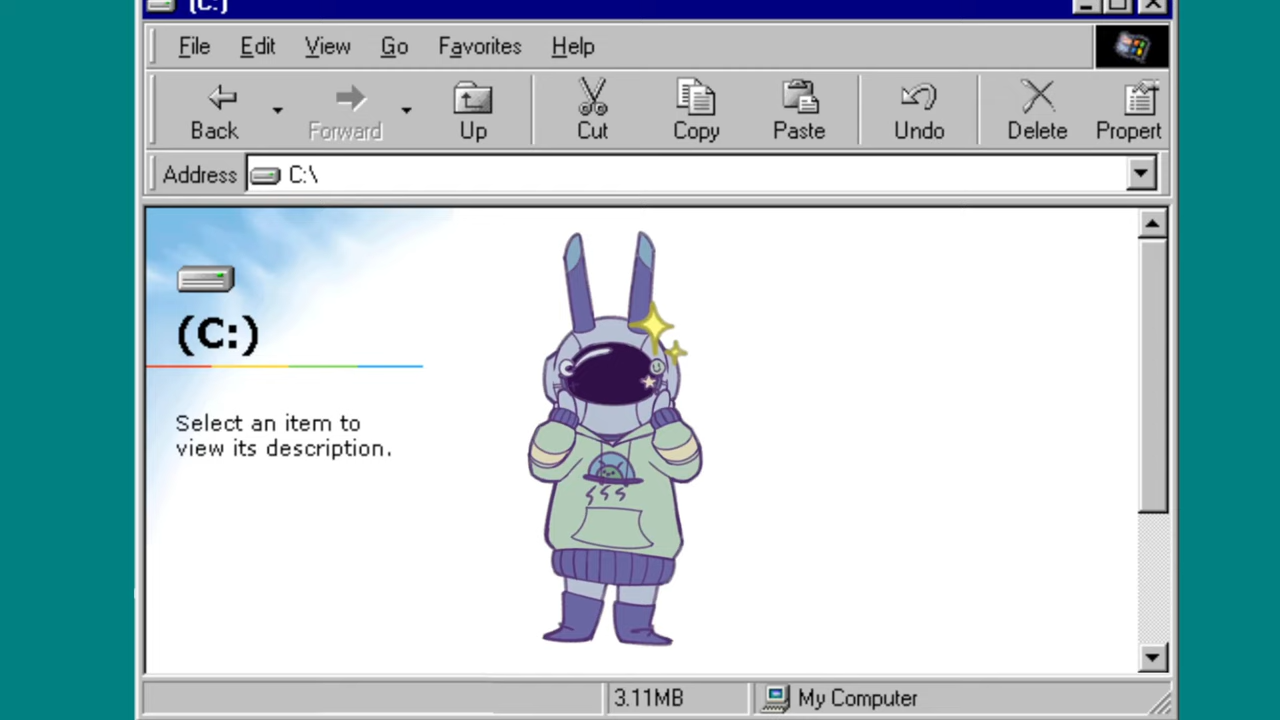 (C:)
File Edit View Go Favorites Help
Back Forward Up Cut Copy Paste Undo Delete Propert
Address C:\
(C:)
Select an item to
view its description.
3.11MB My Computer